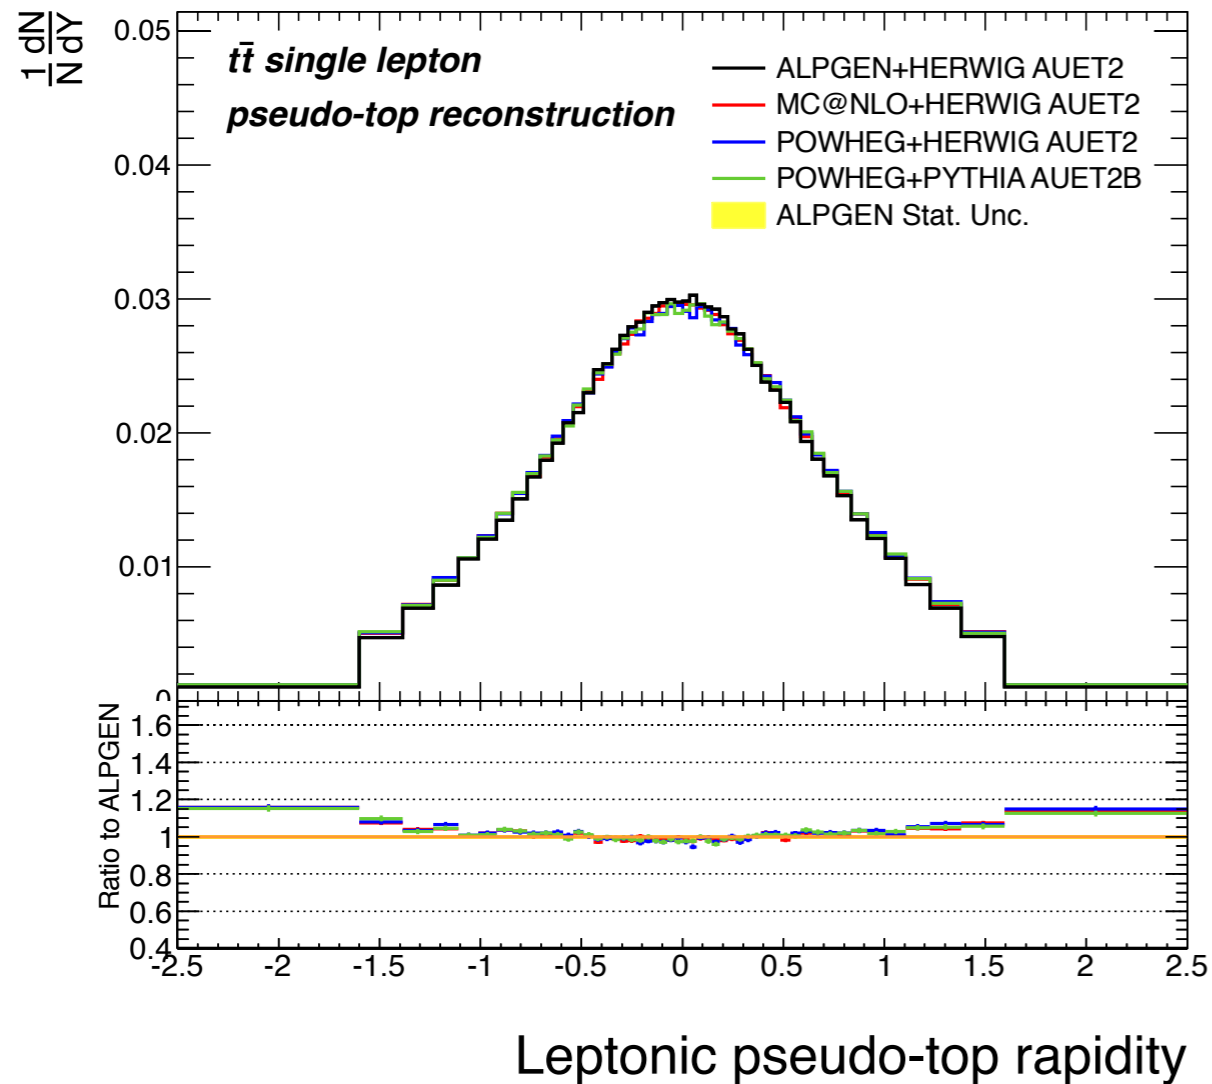 1 dN
N dY
tt̄ single lepton
pseudo-top reconstruction
ALPGEN+HERWIG AUET2
MC@NLO+HERWIG AUET2
POWHEG+HERWIG AUET2
POWHEG+PYTHIA AUET2B
ALPGEN Stat. Unc.
0.05
0.04
0.03
0.02
0.01
0
Ratio to ALPGEN
1.6
1.4
1.2
1
0.8
0.6
0.4
-2.5 -2 -1.5 -1 -0.5 0 0.5 1 1.5 2 2.5
Leptonic pseudo-top rapidity